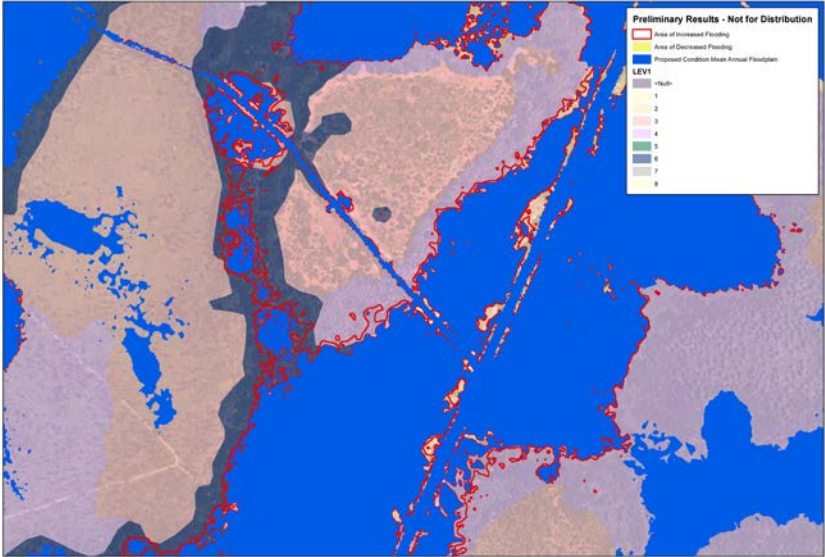 Preliminary Results - Not for Distribution
Area of Increased Flooding
Area of Decreased Flooding
Proposed Condition Mean Annual Floodplain
LEV1
<Null>
1
2
3
4
5
6
7
8